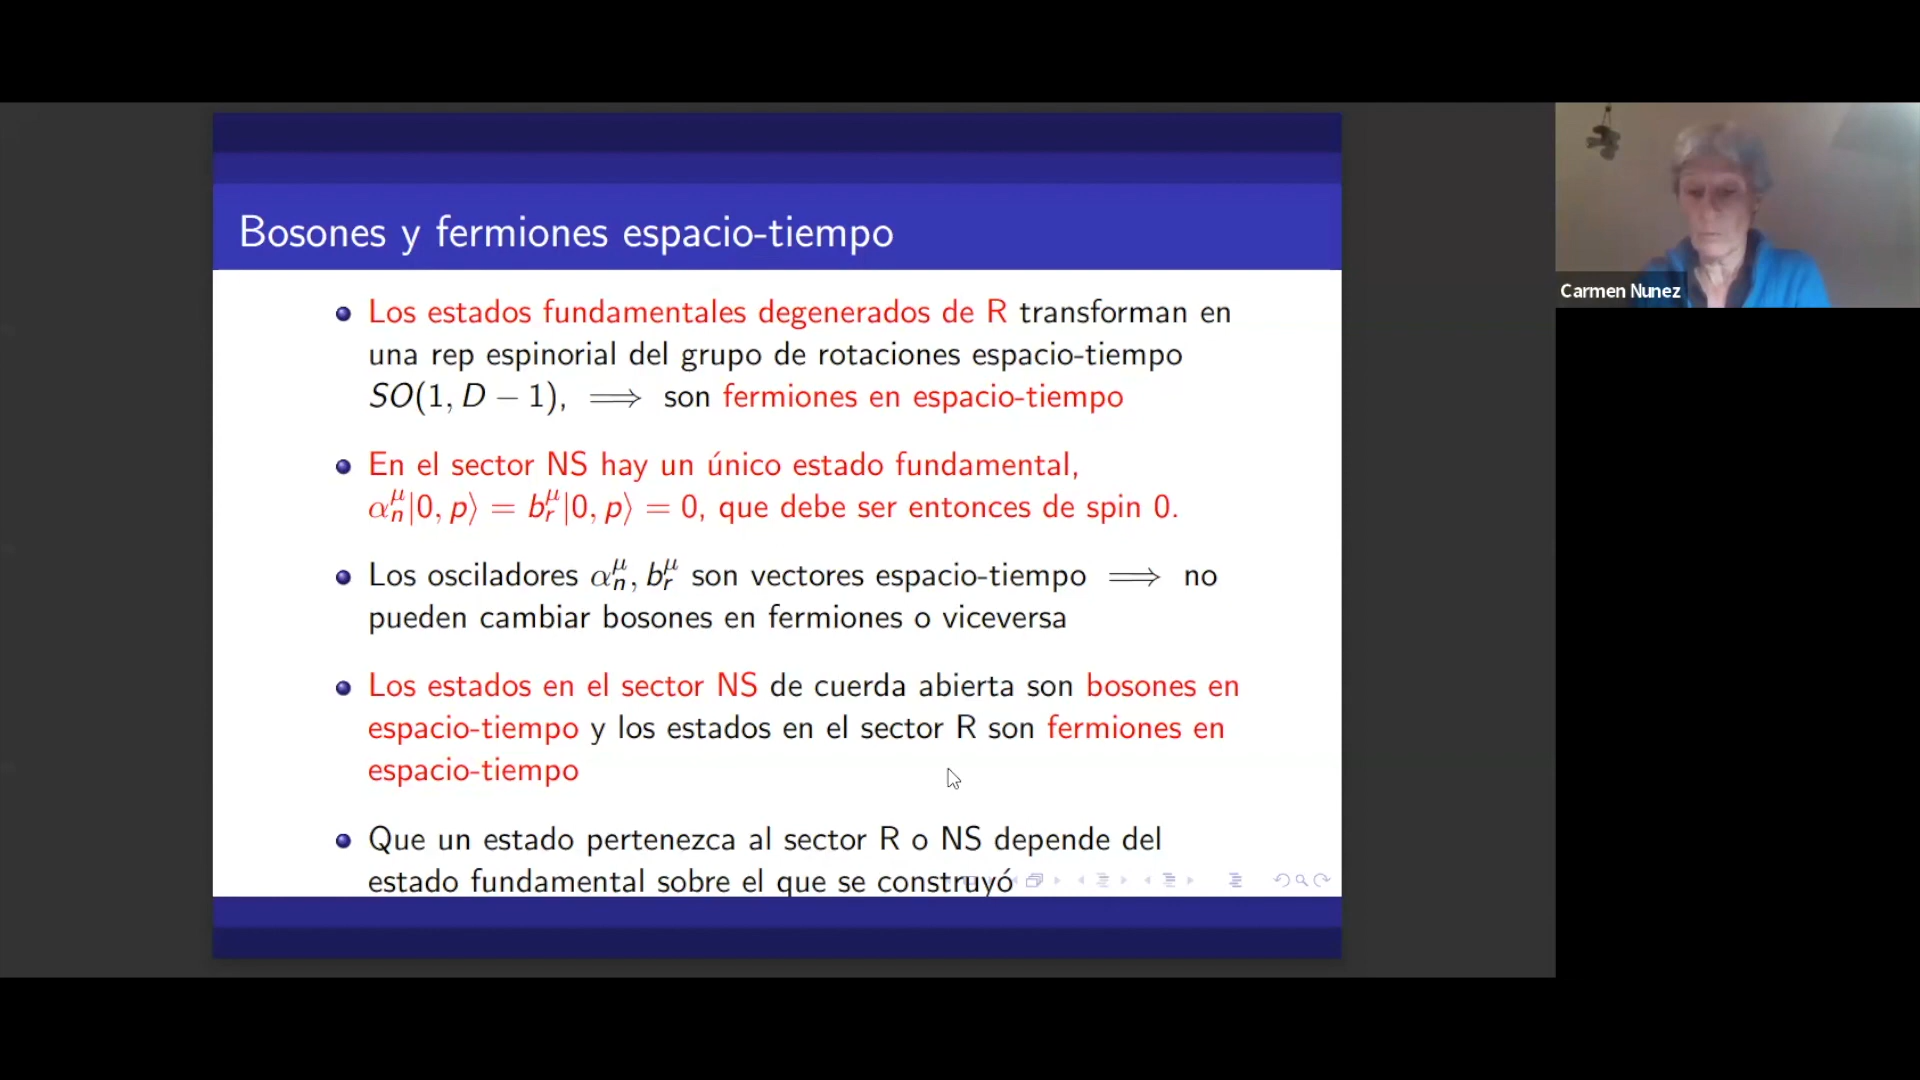 Bosones y fermiones espacio-tiempo
Los estados fundamentales degenerados de R transforman en
una rep espinorial del grupo de rotaciones espacio-tiempo
SO(1, D − 1), ⟹ son fermiones en espacio-tiempo
En el sector NS hay un único estado fundamental,
αₙ^μ|0, p⟩ = bᵣ^μ|0, p⟩ = 0, que debe ser entonces de spin 0.
Los osciladores αₙ^μ, bᵣ^μ son vectores espacio-tiempo ⟹ no
pueden cambiar bosones en fermiones o viceversa
Los estados en el sector NS de cuerda abierta son bosones en
espacio-tiempo y los estados en el sector R son fermiones en
espacio-tiempo
Que un estado pertenezca al sector R o NS depende del
estado fundamental sobre el que se construyó
Carmen Nunez